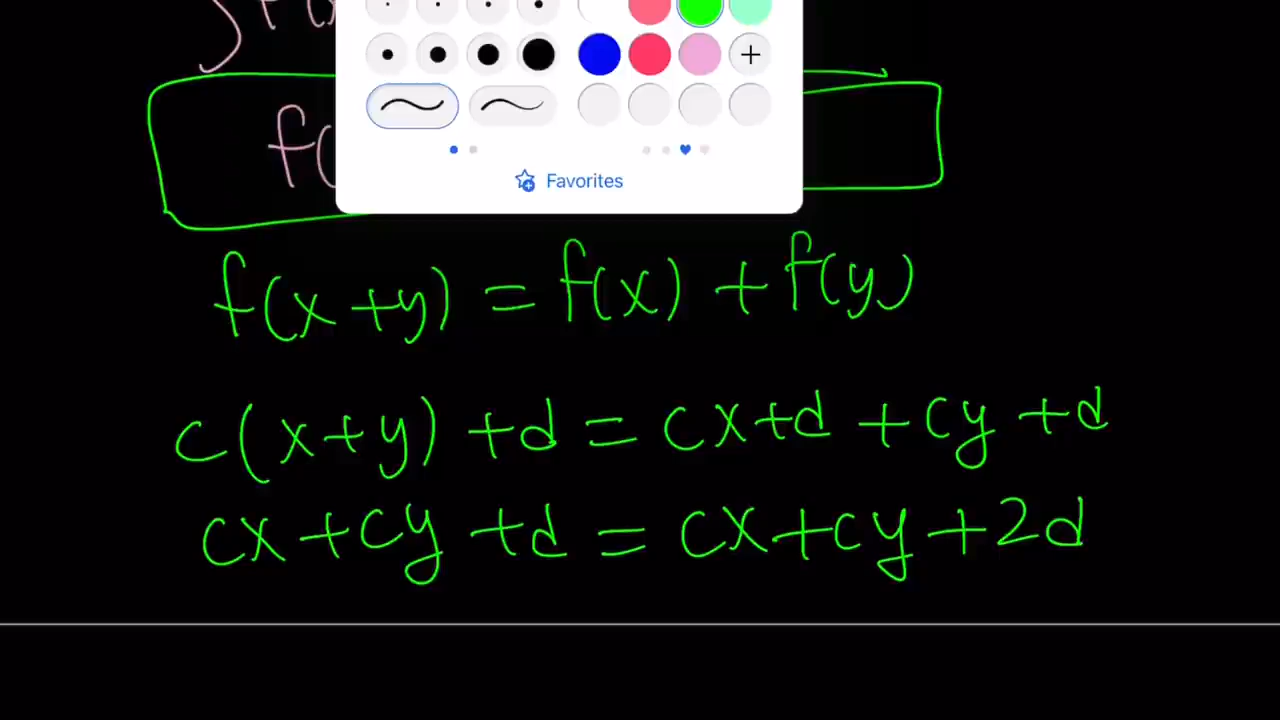 f(
Favorites
f(x+y) = f(x) + f(y)
c(x+y) +d = cx+d + cy +d
cx +cy +d = cx+cy+2d